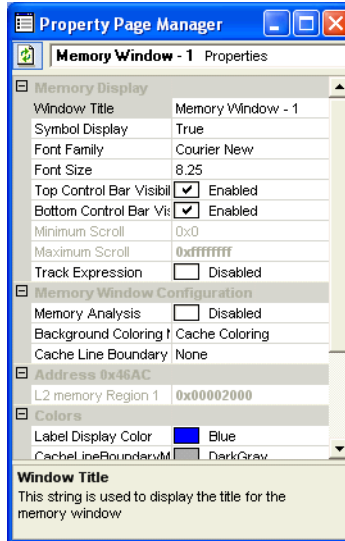 Property Page Manager
Memory Window - 1 Properties
Memory Display
Window Title Memory Window - 1
Symbol Display True
Font Family Courier New
Font Size 8.25
Top Control Bar Visibil Enabled
Bottom Control Bar Vis Enabled
Minimum Scroll 0x0
Maximum Scroll 0xffffffff
Track Expression Disabled
Memory Window Configuration
Memory Analysis Disabled
Background Coloring Cache Coloring
Cache Line Boundary None
Address 0x46AC
L2 memory Region 1 0x00002000
Colors
Label Display Color Blue
CacheLineBoundaryM DarkGray
Window Title
This string is used to display the title for the
memory window